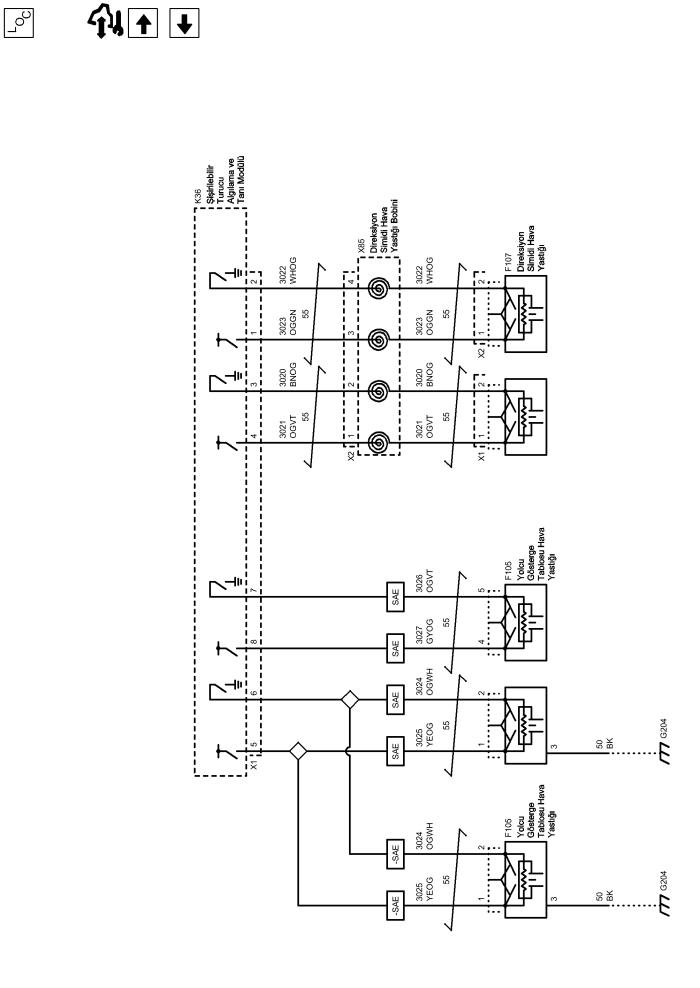 LOC
K36
Şişirilebilir
Turucu
Algılama ve
Tanı Modülü
2
1
3
4
7
8
6
5
X1
3022
WHOG
3023
OGGN
3020
BNOG
3021
OGVT
55
55
X85
Direksiyon
Simidi Hava
Yastığı Bobini
4
3
2
1
X2
3022
WHOG
3023
OGGN
3020
BNOG
3021
OGVT
55
55
2
1
X2
2
1
X1
F107
Direksiyon
Simidi Hava
Yastığı
SAE
SAE
SAE
SAE
-SAE
-SAE
3026
OGVT
3027
GYOG
3024
OGWH
3025
YEOG
3024
OGWH
3025
YEOG
55
55
55
5
4
2
1
2
1
F105
Yolcu
Gösterge
Tablosu Hava
Yastığı
F105
Yolcu
Gösterge
Tablosu Hava
Yastığı
3
50
BK
G204
3
50
BK
G204